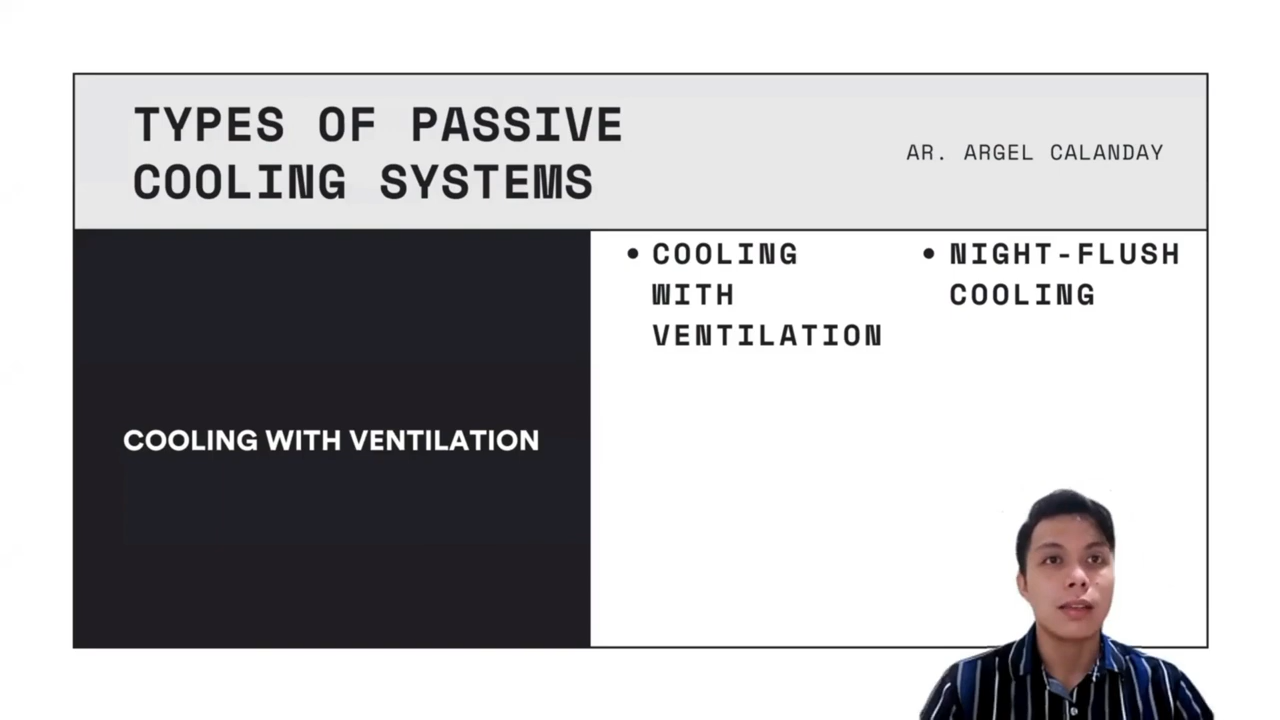 TYPES OF PASSIVE
COOLING SYSTEMS
AR. ARGEL CALANDAY
COOLING WITH VENTILATION
• COOLING
WITH
VENTILATION
• NIGHT-FLUSH
COOLING